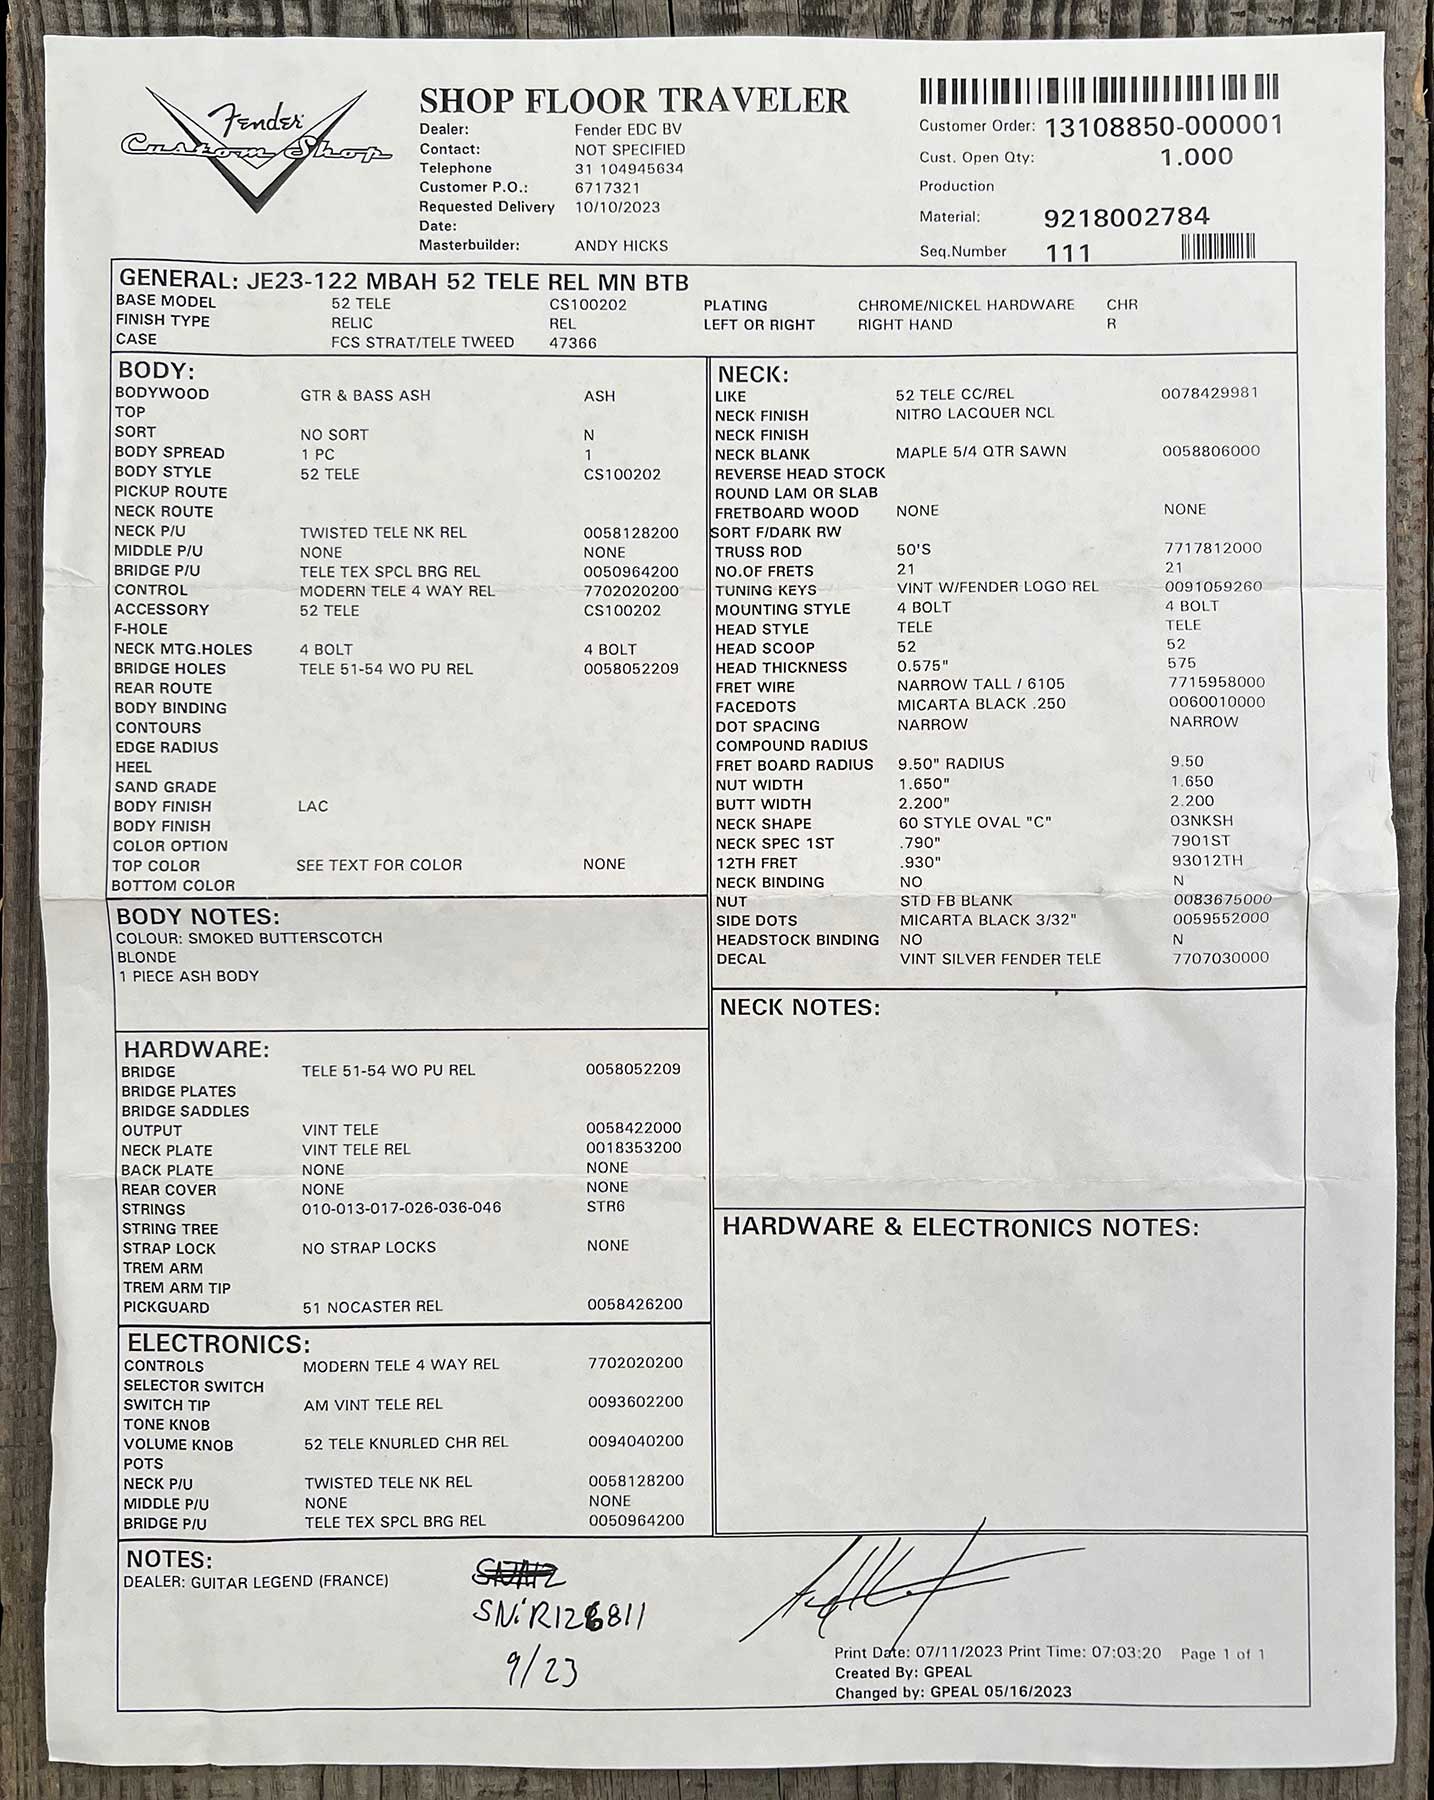 Fender
Custom Shop
SHOP FLOOR TRAVELER
Dealer: Fender EDC BV
Contact: NOT SPECIFIED
Telephone 31 104945634
Customer P.O.: 6717321
Requested Delivery 10/10/2023
Date:
Masterbuilder: ANDY HICKS
Customer Order: 13108850-000001
Cust. Open Qty: 1.000
Production
Material: 9218002784
Seq.Number 111
GENERAL: JE23-122 MBAH 52 TELE REL MN BTB
BASE MODEL 52 TELE CS100202 PLATING CHROME/NICKEL HARDWARE CHR
FINISH TYPE RELIC REL LEFT OR RIGHT RIGHT HAND R
CASE FCS STRAT/TELE TWEED 47366
BODY:
BODYWOOD GTR & BASS ASH ASH
TOP
SORT NO SORT N
BODY SPREAD 1 PC 1
BODY STYLE 52 TELE CS100202
PICKUP ROUTE
NECK ROUTE
NECK P/U TWISTED TELE NK REL 0058128200
MIDDLE P/U NONE NONE
BRIDGE P/U TELE TEX SPCL BRG REL 0050964200
CONTROL MODERN TELE 4 WAY REL 7702020200
ACCESSORY 52 TELE CS100202
F-HOLE
NECK MTG.HOLES 4 BOLT 4 BOLT
BRIDGE HOLES TELE 51-54 WO PU REL 0058052209
REAR ROUTE
BODY BINDING
CONTOURS
EDGE RADIUS
HEEL
SAND GRADE
BODY FINISH LAC
BODY FINISH
COLOR OPTION
TOP COLOR SEE TEXT FOR COLOR NONE
BOTTOM COLOR
BODY NOTES:
COLOUR: SMOKED BUTTERSCOTCH
BLONDE
1 PIECE ASH BODY
HARDWARE:
BRIDGE TELE 51-54 WO PU REL 0058052209
BRIDGE PLATES
BRIDGE SADDLES
OUTPUT VINT TELE 0058422000
NECK PLATE VINT TELE REL 0018353200
BACK PLATE NONE NONE
REAR COVER NONE NONE
STRINGS 010-013-017-026-036-046 STR6
STRING TREE
STRAP LOCK NO STRAP LOCKS NONE
TREM ARM
TREM ARM TIP
PICKGUARD 51 NOCASTER REL 0058426200
ELECTRONICS:
CONTROLS MODERN TELE 4 WAY REL 7702020200
SELECTOR SWITCH
SWITCH TIP AM VINT TELE REL 0093602200
TONE KNOB
VOLUME KNOB 52 TELE KNURLED CHR REL 0094040200
POTS
NECK P/U TWISTED TELE NK REL 0058128200
MIDDLE P/U NONE NONE
BRIDGE P/U TELE TEX SPCL BRG REL 0050964200
NECK:
LIKE 52 TELE CC/REL 0078429981
NECK FINISH NITRO LACQUER NCL
NECK FINISH
NECK BLANK MAPLE 5/4 QTR SAWN 0058806000
REVERSE HEAD STOCK
ROUND LAM OR SLAB
FRETBOARD WOOD NONE NONE
SORT F/DARK RW
TRUSS ROD 50'S 7717812000
NO.OF FRETS 21 21
TUNING KEYS VINT W/FENDER LOGO REL 0091059260
MOUNTING STYLE 4 BOLT 4 BOLT
HEAD STYLE TELE TELE
HEAD SCOOP 52 52
HEAD THICKNESS 0.575" 575
FRET WIRE NARROW TALL / 6105 7715958000
FACEDOTS MICARTA BLACK .250 0060010000
DOT SPACING NARROW NARROW
COMPOUND RADIUS
FRET BOARD RADIUS 9.50" RADIUS 9.50
NUT WIDTH 1.650" 1.650
BUTT WIDTH 2.200" 2.200
NECK SHAPE 60 STYLE OVAL "C" 03NKSH
NECK SPEC 1ST .790" 7901ST
12TH FRET .930" 93012TH
NECK BINDING NO N
NUT STD FB BLANK 0083675000
SIDE DOTS MICARTA BLACK 3/32" 0059552000
HEADSTOCK BINDING NO N
DECAL VINT SILVER FENDER TELE 7707030000
NECK NOTES:
HARDWARE & ELECTRONICS NOTES:
NOTES:
DEALER: GUITAR LEGEND (FRANCE)
SN:R126811
9/23
Print Date: 07/11/2023 Print Time: 07:03:20 Page 1 of 1
Created By: GPEAL
Changed by: GPEAL 05/16/2023